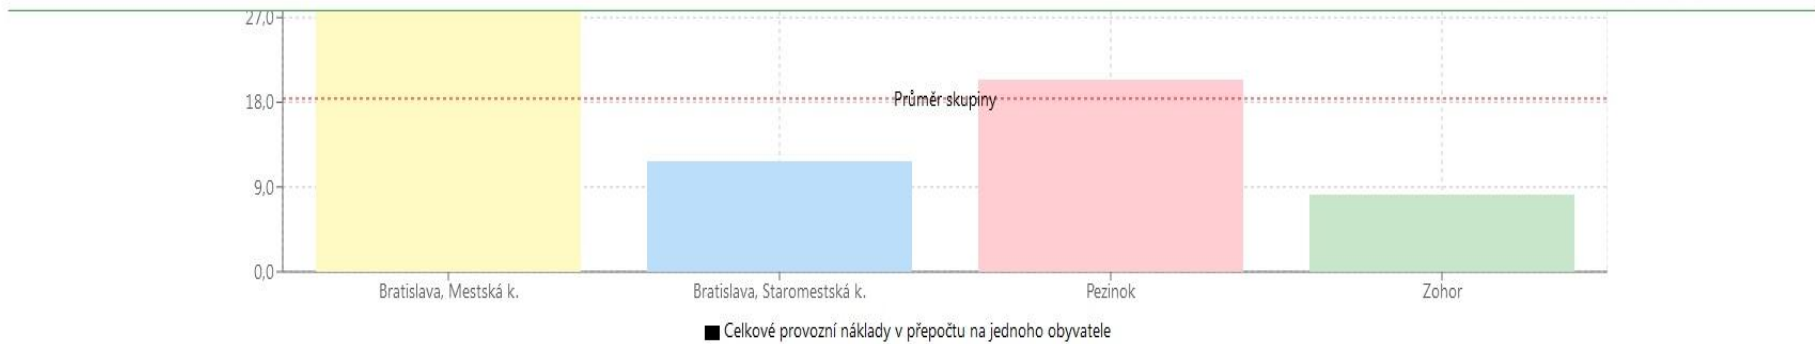 27,0
18,0
Průměr skupiny
9,0
0,0
Bratislava, Mestská k.
Bratislava, Staromestská k.
Pezinok
Zohor
Celkové provozní náklady v přepočtu na jednoho obyvatele